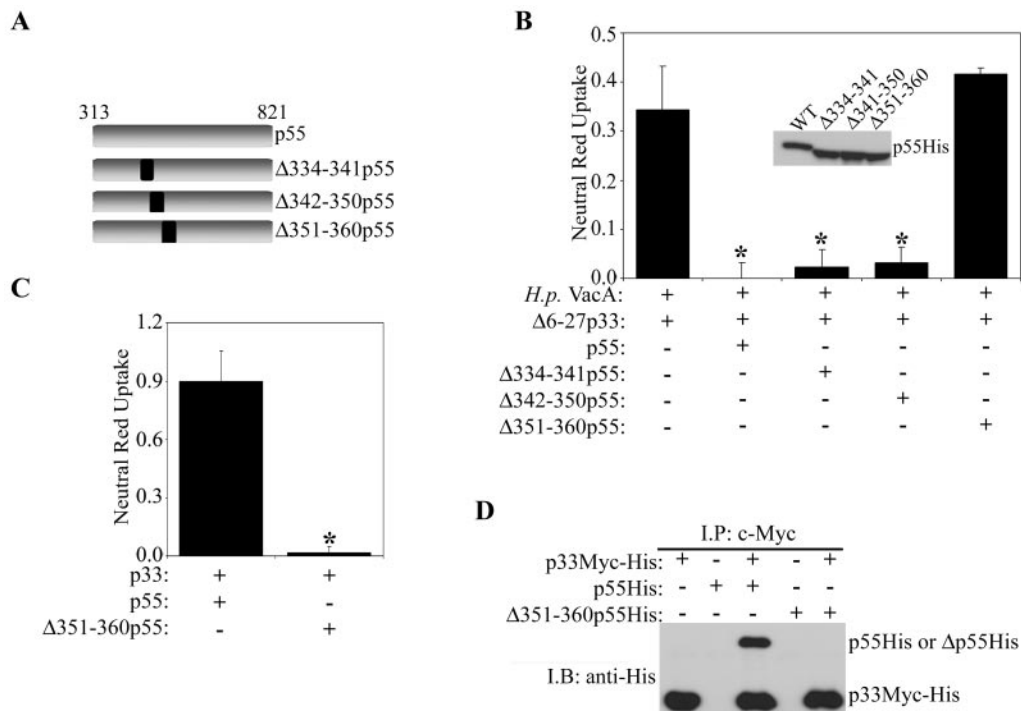 A
313 821
p55
Δ334-341p55
Δ342-350p55
Δ351-360p55
B
0.5
0.4
0.3
0.2
0.1
0.0
Neutral Red Uptake
WT
Δ334-341
Δ341-350
Δ351-360
p55His
* * *
H.p. VacA: + + + + +
Δ6-27p33: + + + + +
p55: - + - - -
Δ334-341p55: - - + - -
Δ342-350p55: - - - + -
Δ351-360p55: - - - - +
C
1.2
0.9
0.6
0.3
0.0
Neutral Red Uptake
*
p33: + +
p55: + -
Δ351-360p55: - +
D
I.P: c-Myc
p33Myc-His: + - + - +
p55His: - + + - -
Δ351-360p55His: - - - + +
p55His or Δp55His
I.B: anti-His
p33Myc-His